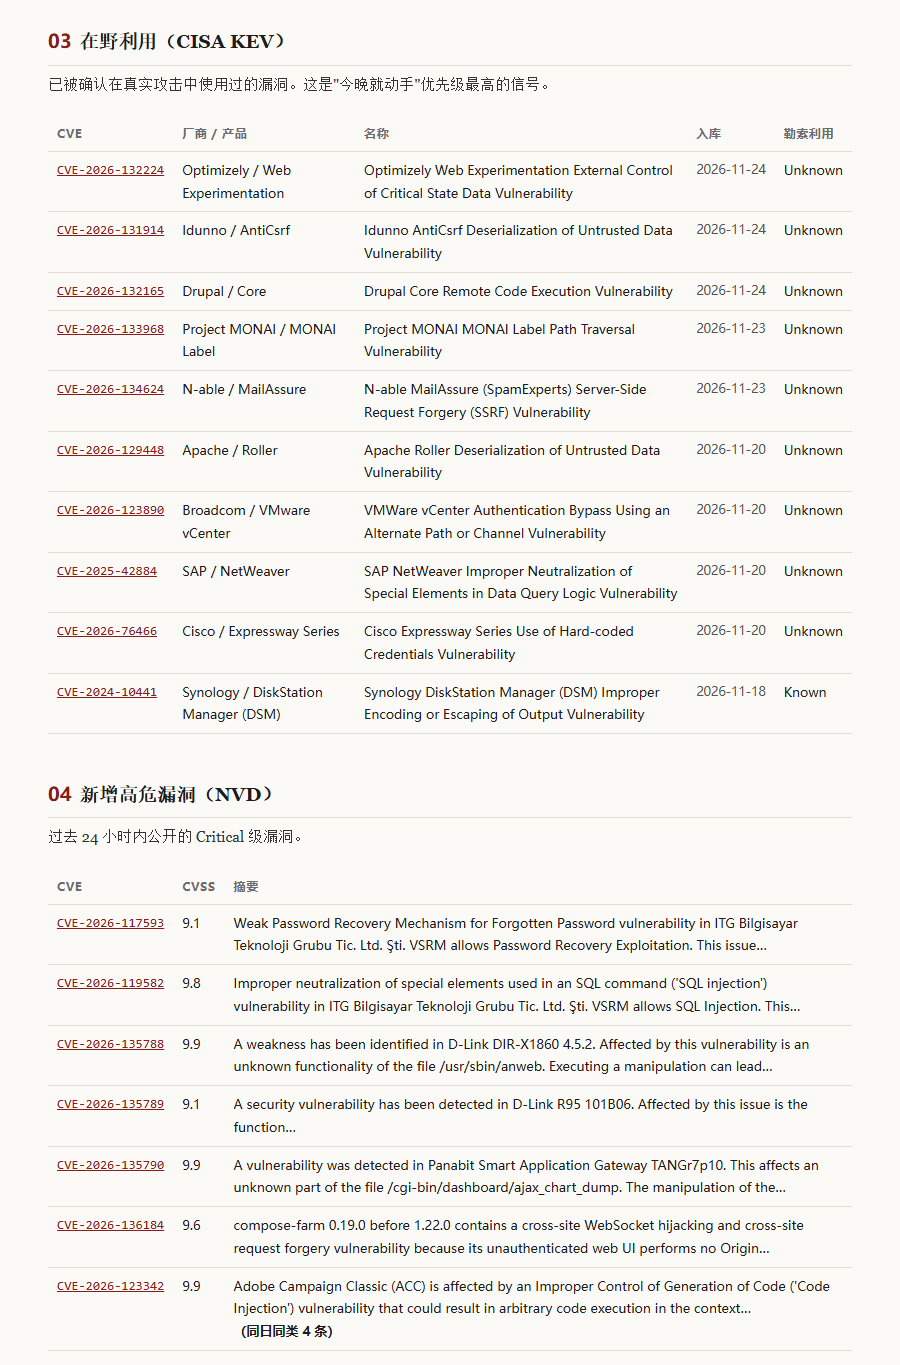 03 在野利用（CISA KEV）
已被确认在真实攻击中使用过的漏洞。这是"今晚就动手"优先级最高的信号。
CVE 厂商 / 产品 名称 入库 勒索利用
CVE-2026-132224 Optimizely / Web Optimizely Web Experimentation External Control 2026-11-24 Unknown
Experimentation of Critical State Data Vulnerability
CVE-2026-131914 Idunno / AntiCsrf Idunno AntiCsrf Deserialization of Untrusted Data 2026-11-24 Unknown
Vulnerability
CVE-2026-132165 Drupal / Core Drupal Core Remote Code Execution Vulnerability 2026-11-24 Unknown
CVE-2026-133968 Project MONAI / MONAI Project MONAI MONAI Label Path Traversal 2026-11-23 Unknown
Label Vulnerability
CVE-2026-134624 N-able / MailAssure N-able MailAssure (SpamExperts) Server-Side 2026-11-23 Unknown
Request Forgery (SSRF) Vulnerability
CVE-2026-129448 Apache / Roller Apache Roller Deserialization of Untrusted Data 2026-11-20 Unknown
Vulnerability
CVE-2026-123890 Broadcom / VMware VMWare vCenter Authentication Bypass Using an 2026-11-20 Unknown
vCenter Alternate Path or Channel Vulnerability
CVE-2025-42884 SAP / NetWeaver SAP NetWeaver Improper Neutralization of 2026-11-20 Unknown
Special Elements in Data Query Logic Vulnerability
CVE-2026-76466 Cisco / Expressway Series Cisco Expressway Series Use of Hard-coded 2026-11-20 Unknown
Credentials Vulnerability
CVE-2024-10441 Synology / DiskStation Synology DiskStation Manager (DSM) Improper 2026-11-18 Known
Manager (DSM) Encoding or Escaping of Output Vulnerability
04 新增高危漏洞（NVD）
过去 24 小时内公开的 Critical 级漏洞。
CVE CVSS 摘要
CVE-2026-117593 9.1 Weak Password Recovery Mechanism for Forgotten Password vulnerability in ITG Bilgisayar
Teknoloji Grubu Tic. Ltd. Şti. VSRM allows Password Recovery Exploitation. This issue...
CVE-2026-119582 9.8 Improper neutralization of special elements used in an SQL command ('SQL injection')
vulnerability in ITG Bilgisayar Teknoloji Grubu Tic. Ltd. Şti. VSRM allows SQL Injection. This...
CVE-2026-135788 9.9 A weakness has been identified in D-Link DIR-X1860 4.5.2. Affected by this vulnerability is an
unknown functionality of the file /usr/sbin/anweb. Executing a manipulation can lead...
CVE-2026-135789 9.1 A security vulnerability has been detected in D-Link R95 101B06. Affected by this issue is the
function...
CVE-2026-135790 9.9 A vulnerability was detected in Panabit Smart Application Gateway TANGr7p10. This affects an
unknown part of the file /cgi-bin/dashboard/ajax_chart_dump. The manipulation of the...
CVE-2026-136184 9.6 compose-farm 0.19.0 before 1.22.0 contains a cross-site WebSocket hijacking and cross-site
request forgery vulnerability because its unauthenticated web UI performs no Origin...
CVE-2026-123342 9.9 Adobe Campaign Classic (ACC) is affected by an Improper Control of Generation of Code ('Code
Injection') vulnerability that could result in arbitrary code execution in the context...
（同日同类 4 条）